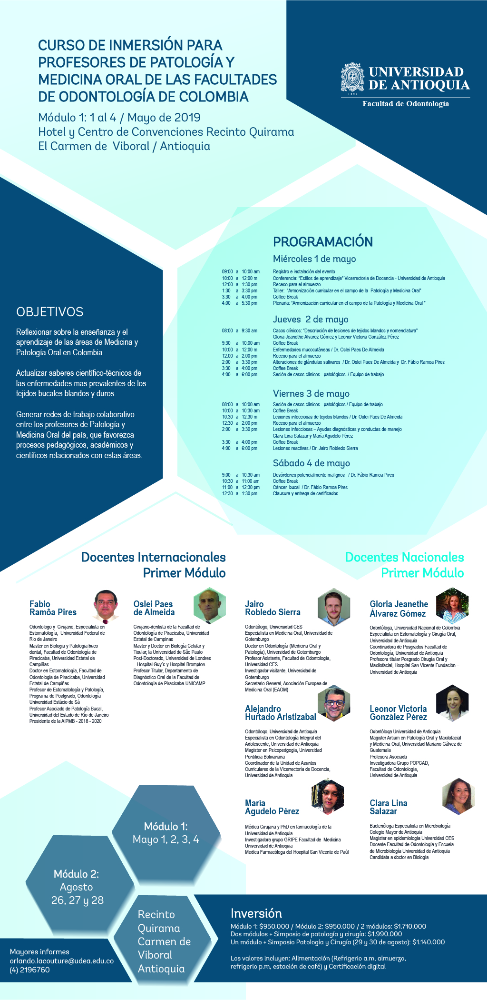 CURSO DE INMERSIÓN PARA
PROFESORES DE PATOLOGÍA Y
MEDICINA ORAL DE LAS FACULTADES
DE ODONTOLOGÍA DE COLOMBIA
Módulo 1: 1 al 4 / Mayo de 2019
Hotel y Centro de Convenciones Recinto Quirama
El Carmen de Viboral / Antioquia
UNIVERSIDAD
DE ANTIOQUIA
1803
Facultad de Odontología
OBJETIVOS
Reflexionar sobre la enseñanza y el
aprendizaje de las áreas de Medicina y
Patología Oral en Colombia.
Actualizar saberes científico-técnicos de
las enfermedades mas prevalentes de los
tejidos bucales blandos y duros.
Generar redes de trabajo colaborativo
entre los profesores de Patología y
Medicina Oral del país, que favorezca
procesos pedagógicos, académicos y
científicos relacionados con estas áreas.
PROGRAMACIÓN
Miércoles 1 de mayo
09:00 a 10:00 am Registro e instalación del evento
10:00 a 12:00 m Conferencia: “Estilos de aprendizaje” Vicerrectoría de Docencia - Universidad de Antioquia
12:00 a 1:30 pm Receso para el almuerzo
1:30 a 3:30 pm Taller: “Armonización curricular en el campo de la Patología y Medicina Oral”
3:30 a 4:00 pm Coffee Break
4:00 a 5:30 pm Plenaria: “Armonización curricular en el campo de la Patología y Medicina Oral ”
Jueves 2 de mayo
08:00 a 9:30 am Casos clínicos: “Descripción de lesiones de tejidos blandos y nomenclatura”
Gloria Jeanethe Álvarez Gómez y Leonor Victoria González Pérez
9:30 a 10:00 am Coffee Break
10:00 a 12:00 m Enfermedades mucocutáneas / Dr. Oslei Paes De Almeida
12:00 a 2:00 pm Receso para el almuerzo
2:00 a 3:30 pm Alteraciones de glándulas salivares / Dr. Oslei Paes De Almeida y Dr. Fábio Ramoa Pires
3:30 a 4:00 pm Coffee Break
4:00 a 6:00 pm Sesión de casos clínicos - patológicos. / Equipo de trabajo
Viernes 3 de mayo
08:00 a 10:00 am Sesión de casos clínicos - patológicos / Equipo de trabajo
10:00 a 10:30 am Coffee Break
10:30 a 12:30 m Lesiones infecciosas de tejidos blandos / Dr. Oslei Paes De Almeida
12:30 a 2:00 pm Receso para el almuerzo
2:00 a 3:30 pm Lesiones infecciosas – Ayudas diagnósticas y conductas de manejo
Clara Lina Salazar y María Agudelo Pérez
3:30 a 4:00 pm Coffee Break
4:00 a 6:00 pm Lesiones reactivas / Dr. Jairo Robledo Sierra
Sábado 4 de mayo
9:00 a 10:30 am Desórdenes potencialmente malignos / Dr. Fábio Ramoa Pires
10:30 a 11:00 am Coffee Break
11:00 a 12:30 pm Cáncer bucal / Dr. Fábio Ramoa Pires
12:30 a 1:30 pm Clausura y entrega de certificados
Docentes Internacionales
Primer Módulo
Fabio
Ramôa Pires
Odontologo y Cirujano, Especialista en
Estomatología, Universidad Federal de
Rio de Janeiro
Master en Biologia y Patologia buco
dental, Facultad de Odontología de
Piracicaba, Universidad Estatal de
Campiñas
Doctor en Estomatología, Facultad de
Odontologia de Piracicaba, Universidad
Estatal de Campiñas
Profesor de Estomatología y Patología,
Programa de Postgrado, Odontología
Universidad Estácio de Sá
Profesor Asociado de Patología Bucal,
Universidad del Estado de Río de Janeiro
Presidente de la AIPMB - 2018 - 2020
Oslei Paes
de Almeida
Cirujano-dentista de la Facultad de
Odontología de Piracicaba, Universidad
Estatal de Campinas
Master y Doctor en Biología Celular y
Tisular, la Universidad de São Paulo
Post-Doctorado, Universidad de Londres
– Hospital Guy´s y Hospital Brompton.
Profesor Titular, Departamento de
Diagnóstico Oral de la Facultad de
Odontología de Piracicaba-UNICAMP
Docentes Nacionales
Primer Módulo
Jairo
Robledo Sierra
Odontólogo, Universidad CES
Especialista en Medicina Oral, Universidad de
Gotemburgo
Doctor en Odontología (Medicina Oral y
Patología), Universidad de Gotemburgo
Profesor Asistente, Facultad de Odontología,
Universidad CES
Investigador visitante, Universidad de
Gotemburgo
Secretario General, Asociación Europea de
Medicina Oral (EAOM)
Gloria Jeanethe
Álvarez Gómez
Odontóloga, Universidad Nacional de Colombia
Especialista en Estomatología y Cirugía Oral,
Universidad de Antioquia
Coordinadora de Posgrados Facultad de
Odontología, Universidad de Antioquia
Profesora titular Posgrado Cirugía Oral y
Maxilofacial, Hospital San Vicente Fundación –
Universidad de Antioquia
Alejandro
Hurtado Aristizabal
Odontólogo, Universidad de Antioquia
Especialista en Odontología Integral del
Adolescente, Universidad de Antioquia
Magister en Psicopedgogia, Universidad
Pontificia Bolivariana
Coordinador de la Unidad de Asuntos
Curriculares de la Vicerrectoría de Docencia,
Universidad de Antioquia
Leonor Victoria
González Pérez
Odontóloga Universidad de Antioquia
Magister Artium en Patología Oral y Maxilofacial
y Medicina Oral, Universidad Mariano Gálvez de
Guatemala
Profesora Asociada
Investigadora Grupo POPCAD,
Facultad de Odontología,
Universidad de Antioquia
María
Agudelo Pérez
Médica Cirujana y PhD en farmacología de la
Universidad de Antioquia
Investigadora grupo GRIPE Facultad de Medicina
Universidad de Antioquia
Medica Farmacóloga del Hospital San Vicente de Paúl
Clara Lina
Salazar
Bacterióloga Especialista en Microbiología
Colegio Mayor de Antioquia
Magíster en epidemiología Universidad CES
Docente Facultad de Odontología y Escuela
de Microbiología Universidad de Antioquia
Candidata a doctor en Biología
Módulo 1:
Mayo 1, 2, 3, 4
Módulo 2:
Agosto
26, 27 y 28
Recinto
Quirama
Carmen de
Viboral
Antioquia
Mayores informes
orlando.lacouture@udea.edu.co
(4) 2196760
Inversión
Módulo 1: $950.000 / Módulo 2: $950.000 / 2 módulos: $1.710.000
Dos módulos + Simposio de patología y cirugía: $1.990.000
Un módulo + Simposio Patología y Cirugía (29 y 30 de agosto): $1.140.000
Los valores incluyen: Alimentación (Refrigerio a.m, almuerzo,
refrigerio p.m, estación de café) y Certificación digital